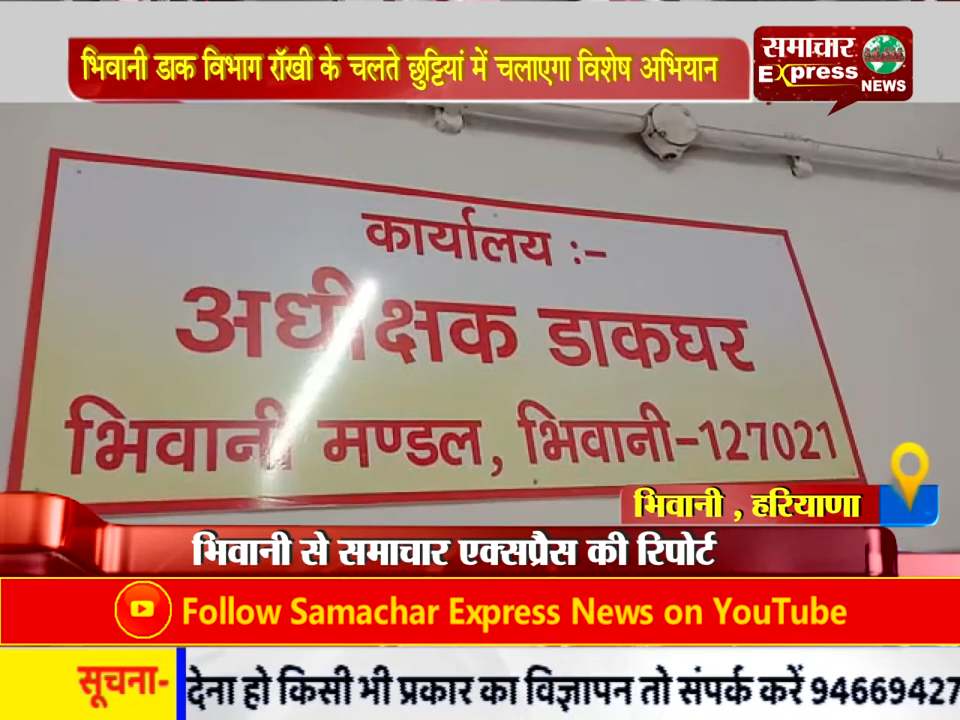 भिवानी डाक विभाग रॉखी के चलते छुट्टियां में चलाएगा विशेष अभियान
समाचार
Express
NEWS
कार्यालय :-
अधीक्षक डाकघर
भिवानी मण्डल, भिवानी-127021
भिवानी , हरियाणा
भिवानी से समाचार एक्सप्रैस की रिपोर्ट
Follow Samachar Express News on YouTube
सूचना- देना हो किसी भी प्रकार का विज्ञापन तो संपर्क करें 94669427